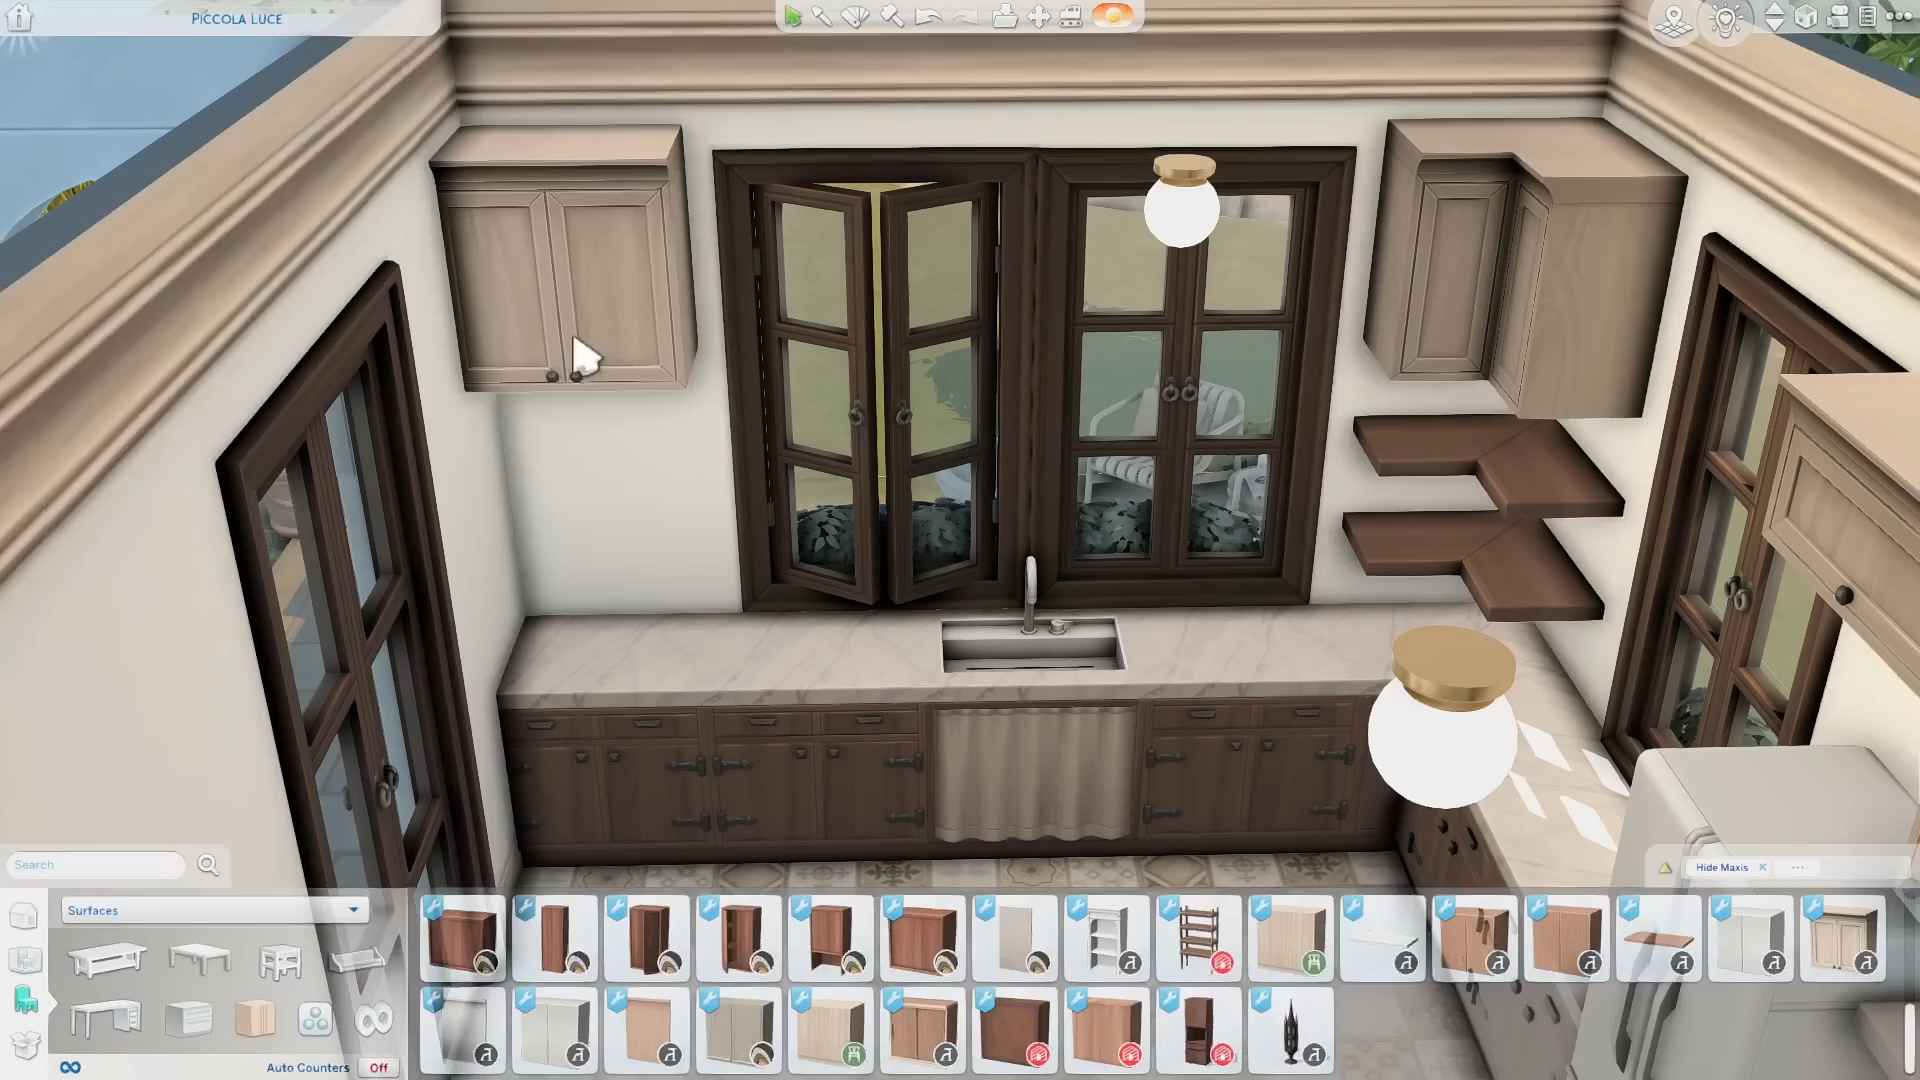 PICCOLA LUCE
Search
Hide Maxis
Surfaces
Auto Counters
Off